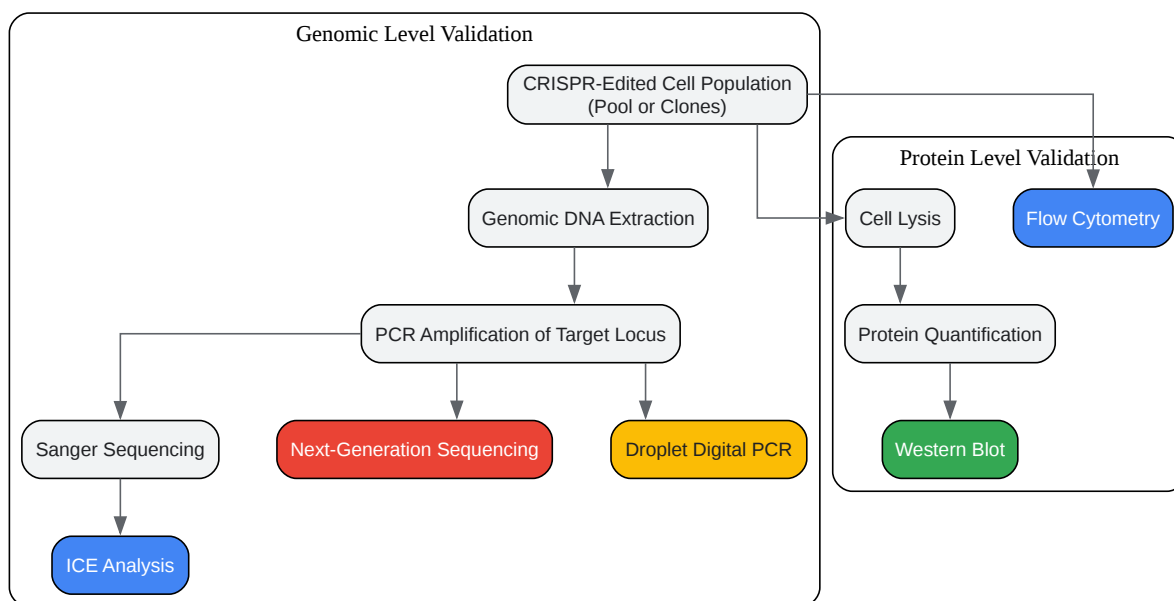 Genomic Level Validation
CRISPR-Edited Cell Population
(Pool or Clones)
Protein Level Validation
Genomic DNA Extraction
Cell Lysis
Flow Cytometry
PCR Amplification of Target Locus
Protein Quantification
Sanger Sequencing
Next-Generation Sequencing
Droplet Digital PCR
Western Blot
ICE Analysis